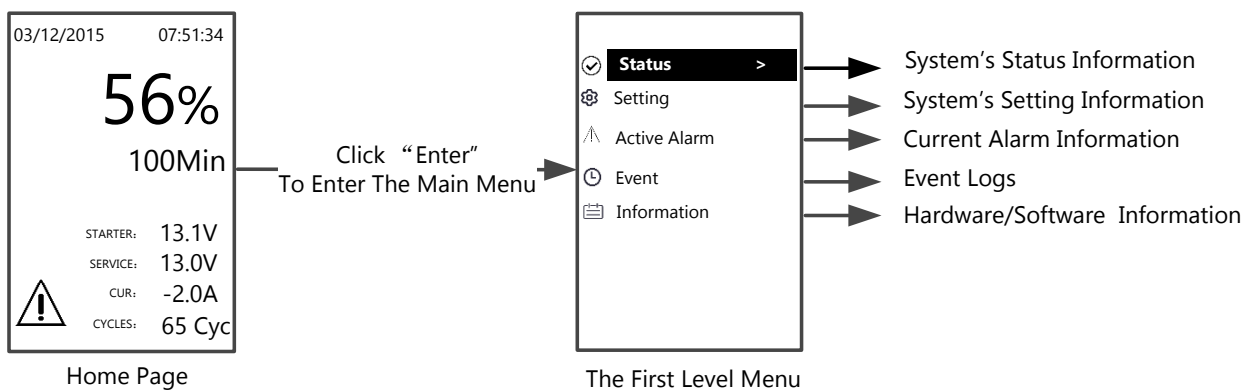 03/12/2015 07:51:34
56%
100Min
STARTER: 13.1V
SERVICE: 13.0V
CUR: -2.0A
CYCLES: 65 Cyc
Home Page
Click “Enter”
To Enter The Main Menu
Status >
Setting
Active Alarm
Event
Information
The First Level Menu
System’s Status Information
System’s Setting Information
Current Alarm Information
Event Logs
Hardware/Software Information